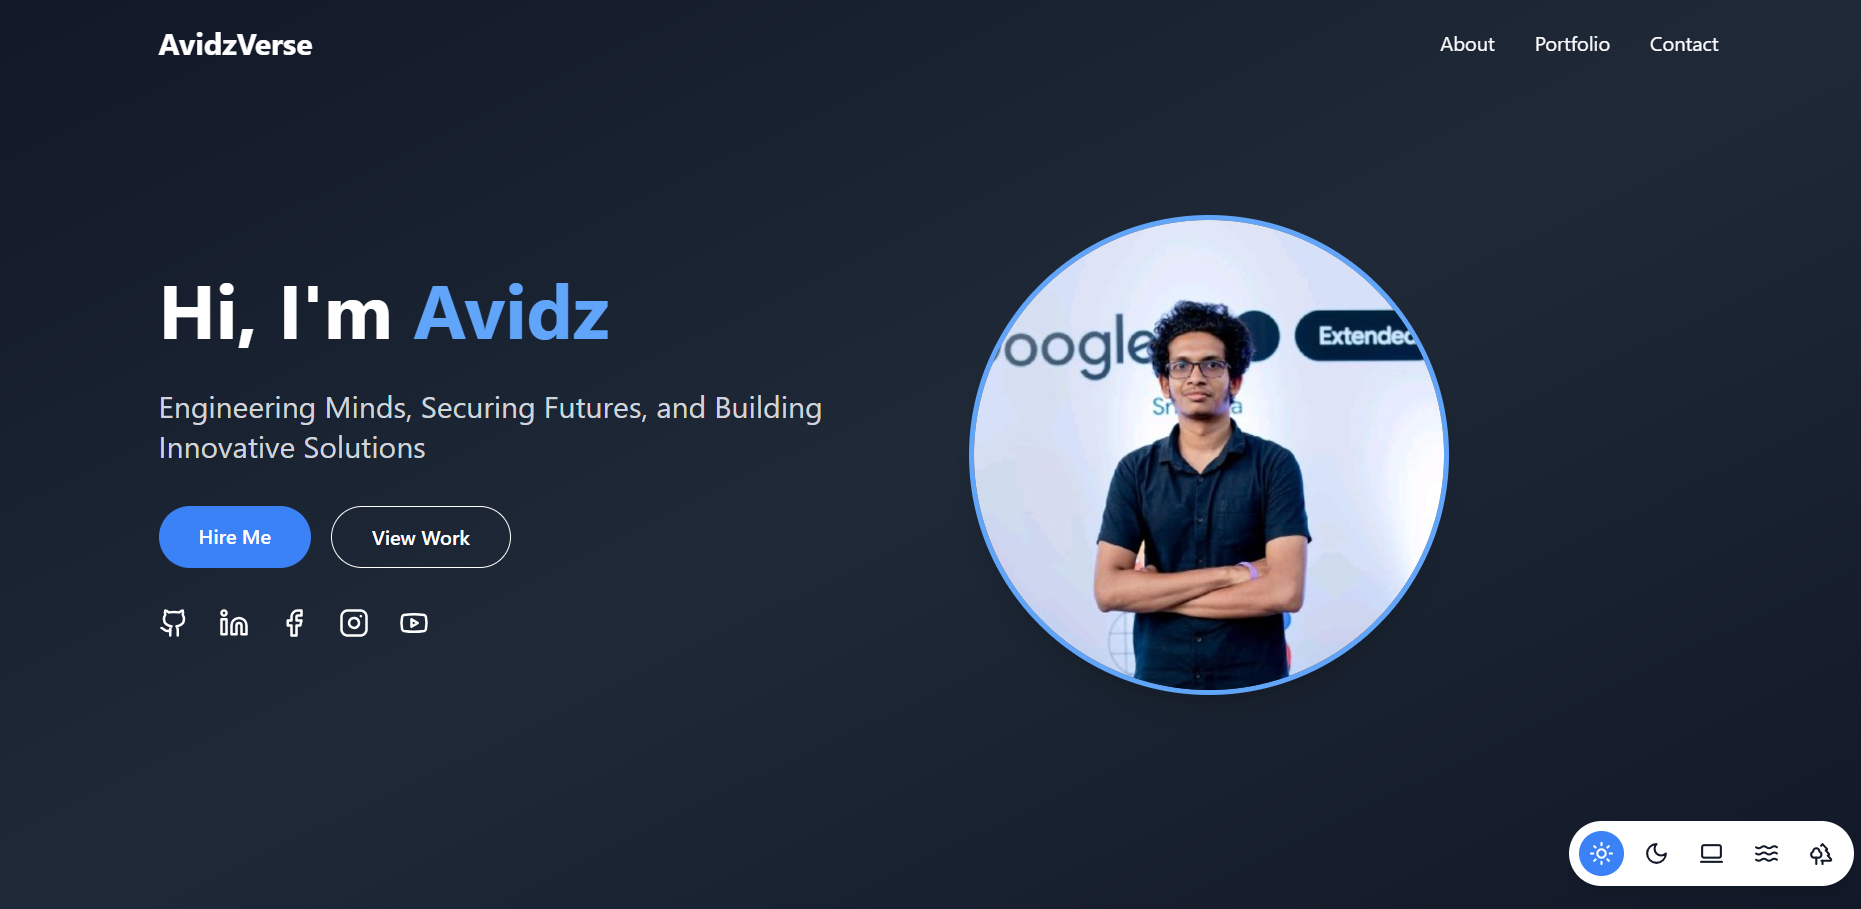 AvidzVerse
About
Portfolio
Contact
Hi, I'm Avidz
Engineering Minds, Securing Futures, and Building
Innovative Solutions
Hire Me
View Work
oogle
Extended